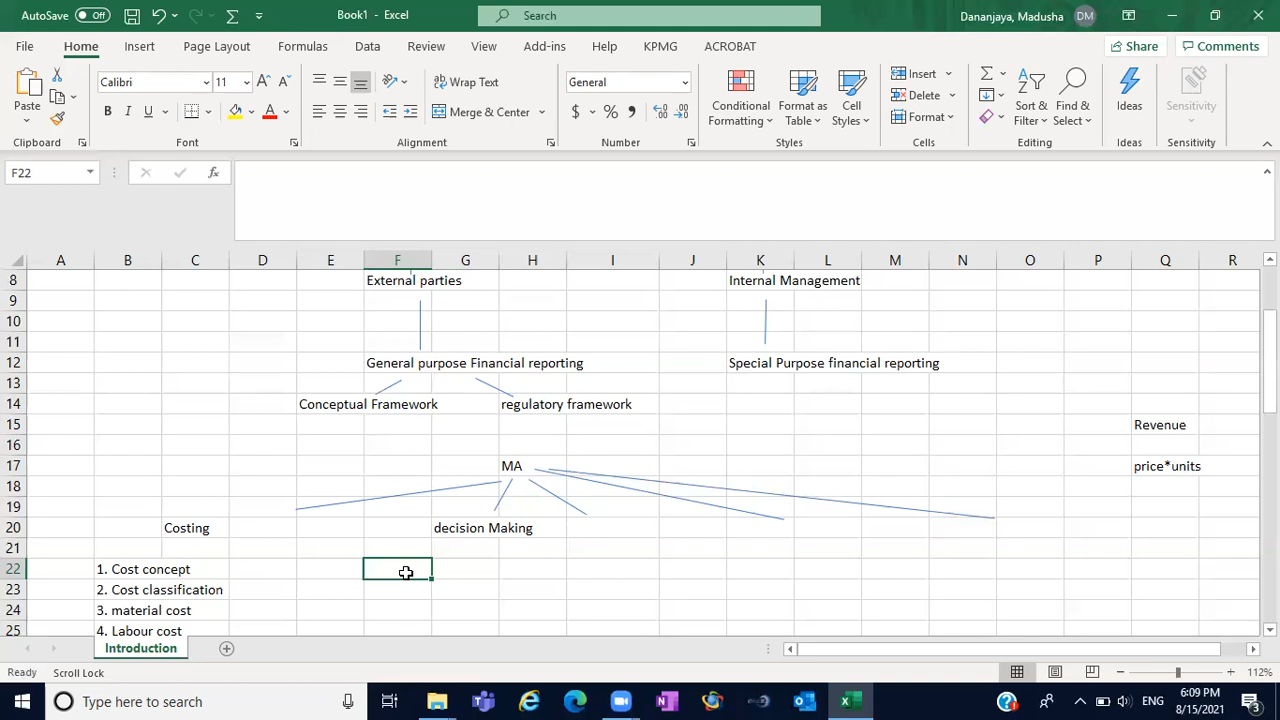 AutoSave Off Book1 - Excel Search Dananjaya, Madusha DM
File Home Insert Page Layout Formulas Data Review View Add-ins Help KPMG ACROBAT Share Comments
Calibri 11 Wrap Text General Insert
Paste B I U Merge & Center $ % Conditional Formatting Format as Table Cell Styles Delete Format Sort & Filter Find & Select Ideas Sensitivity
Clipboard Font Alignment Number Styles Cells Editing Ideas Sensitivity
F22 fx
A B C D E F G H I J K L M N O P Q R
8 External parties Internal Management
9
10
11
12 General purpose Financial reporting Special Purpose financial reporting
13
14 Conceptual Framework regulatory framework
15 Revenue
16
17 MA price*units
18
19
20 Costing decision Making
21
22 1. Cost concept
23 2. Cost classification
24 3. material cost
25 4. Labour cost
Introduction
Ready Scroll Lock 112%
Type here to search ENG 6:09 PM
8/15/2021 3